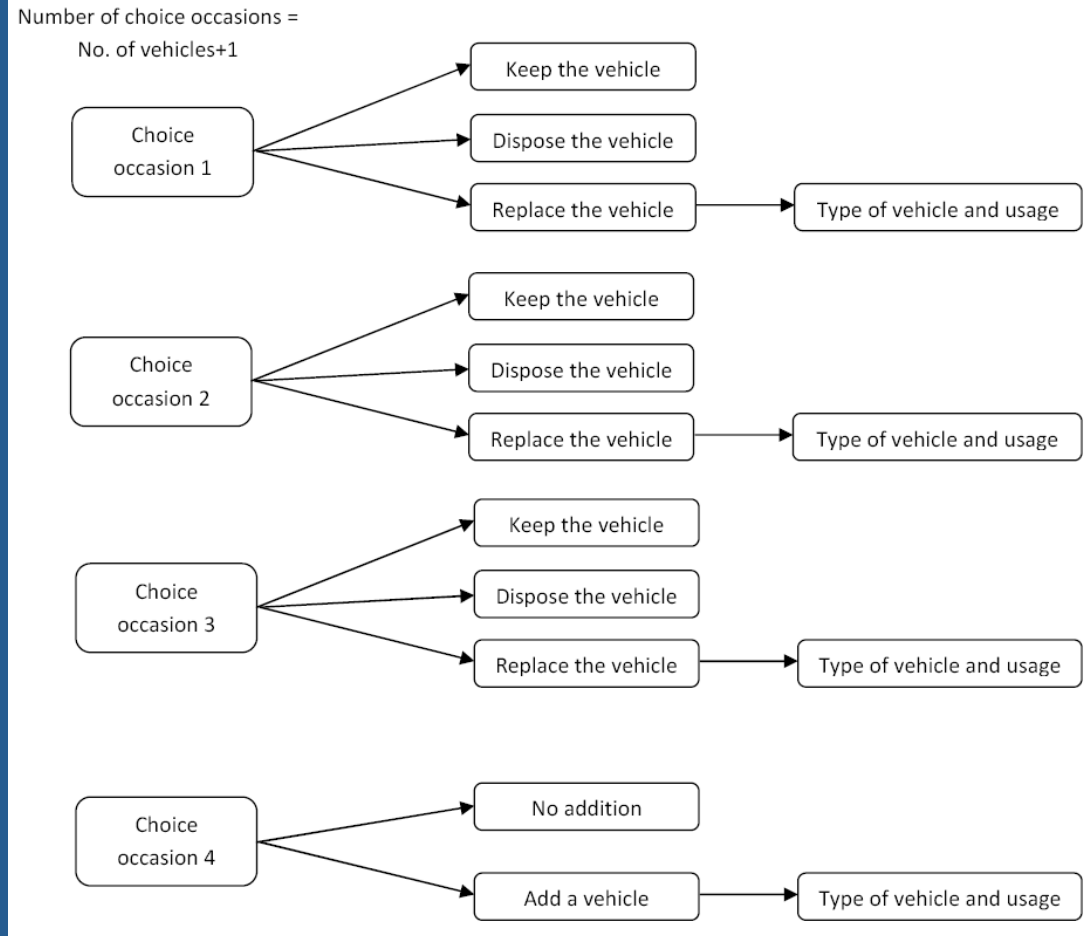 Number of choice occasions =
No. of vehicles+1
Choice
occasion 1
Keep the vehicle
Dispose the vehicle
Replace the vehicle
Type of vehicle and usage
Choice
occasion 2
Keep the vehicle
Dispose the vehicle
Replace the vehicle
Type of vehicle and usage
Choice
occasion 3
Keep the vehicle
Dispose the vehicle
Replace the vehicle
Type of vehicle and usage
Choice
occasion 4
No addition
Add a vehicle
Type of vehicle and usage